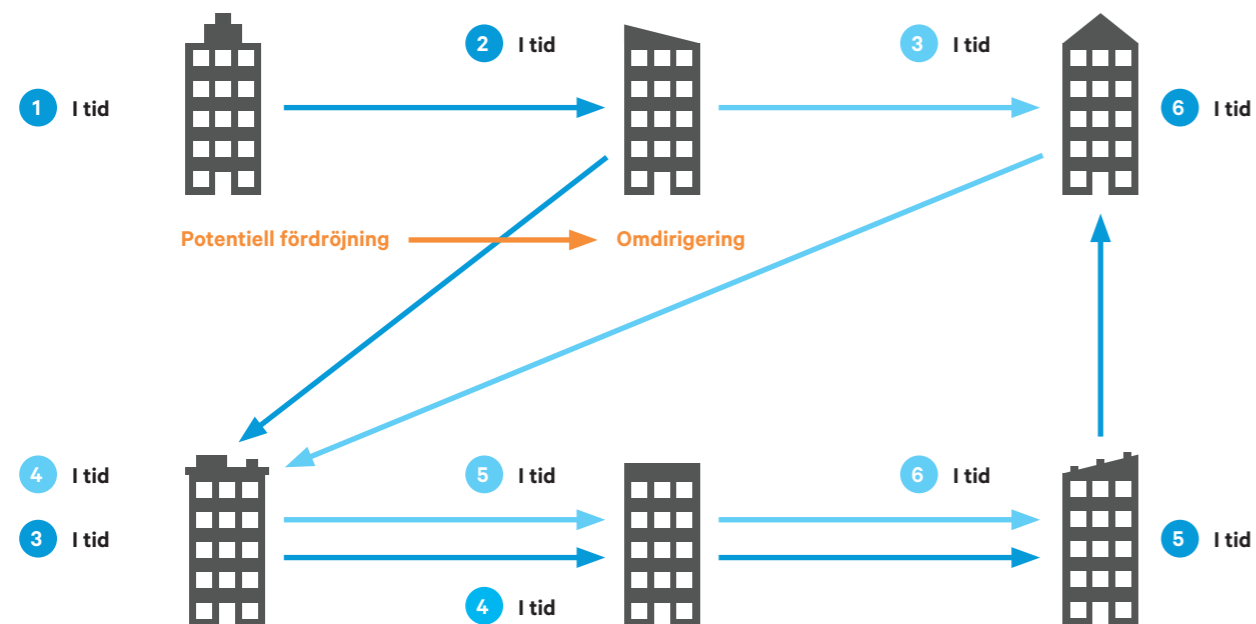 2 I tid
3 I tid
1 I tid
6 I tid
Potentiell fördröjning
Omdirigering
4 I tid
5 I tid
6 I tid
3 I tid
5 I tid
4 I tid